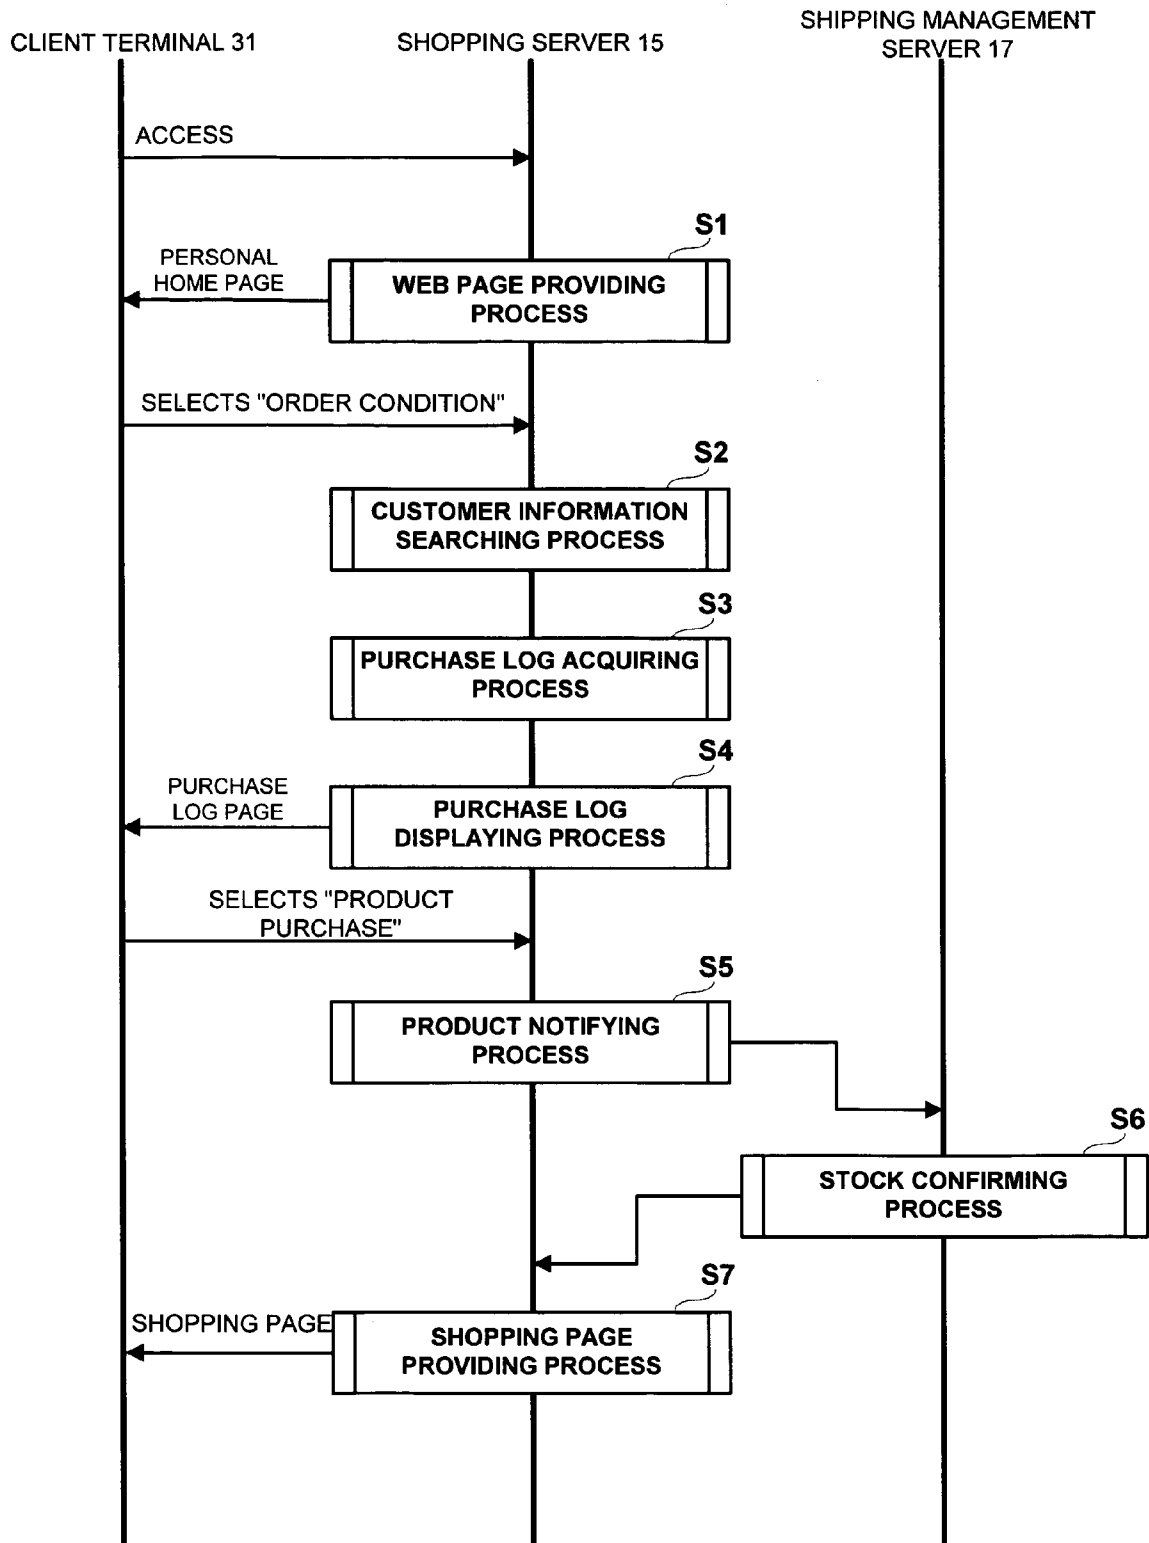 CLIENT TERMINAL 31
SHOPPING SERVER 15
SHIPPING MANAGEMENT
SERVER 17
ACCESS
S1
PERSONAL
HOME PAGE
WEB PAGE PROVIDING
PROCESS
SELECTS "ORDER CONDITION"
S2
CUSTOMER INFORMATION
SEARCHING PROCESS
S3
PURCHASE LOG ACQUIRING
PROCESS
S4
PURCHASE
LOG PAGE
PURCHASE LOG
DISPLAYING PROCESS
SELECTS "PRODUCT
PURCHASE"
S5
PRODUCT NOTIFYING
PROCESS
S6
STOCK CONFIRMING
PROCESS
S7
SHOPPING PAGE
SHOPPING PAGE
PROVIDING PROCESS